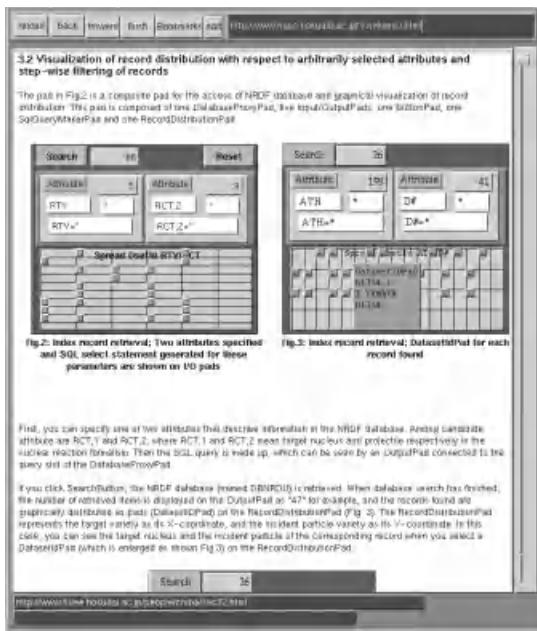 back forward
3.2 Visualization of record distribution with respect to arbitrarily selected attributes and
step-wise filtering of records
The pad in Fig.2 is a composite pad for the access of NRDF database and graphical visualization of record
distribution. This pad is composed of one DatabaseProxyPad, five Input/OutputPads, one ButtonPad, one
SqlQueryMakerPad and one RecordDistributionPad.
Search Reset
Attribute Attribute
RTY * RCT,2 *
Search 36
Attribute Attribute 41
ATH * D# *
ATH=* D#=*
Fig.2: Index record retrieval; Two attributes specified
and SQL select statement generated for these
parameters are shown on I/O pads
Fig.3: Index record retrieval; DatasetIdPad for each
record found
First, you can specify one or two attributes that describe information in the NRDF database. Among candidate
attribute are RCT,1 and RCT,2, where RCT,1 and RCT,2 mean target nucleus and projectile respectively in the
nuclear reaction formalism. Then the SQL query is made up, which can be seen by an OutputPad connected to the
query slot of the DatabaseProxyPad.
If you click SearchButton, the NRDF database (named is retrieved. When database search has finished,
the number of retrieved items is displayed on the OutputPad as "47" for example, and the records found are
graphically distributed as pads (DatasetIDPad) on the RecordDistributionPad (Fig. 3). The RecordDistributionPad
represents the target variety as its X-coordinate, and the incident particle variety as its Y-coordinate. In this
case, you can see the target nucleus and the incident particle of the corresponding record when you select a
DatasetIdPad (which is enlarged as shown Fig.3) on the RecordDistributionPad.
Search 36